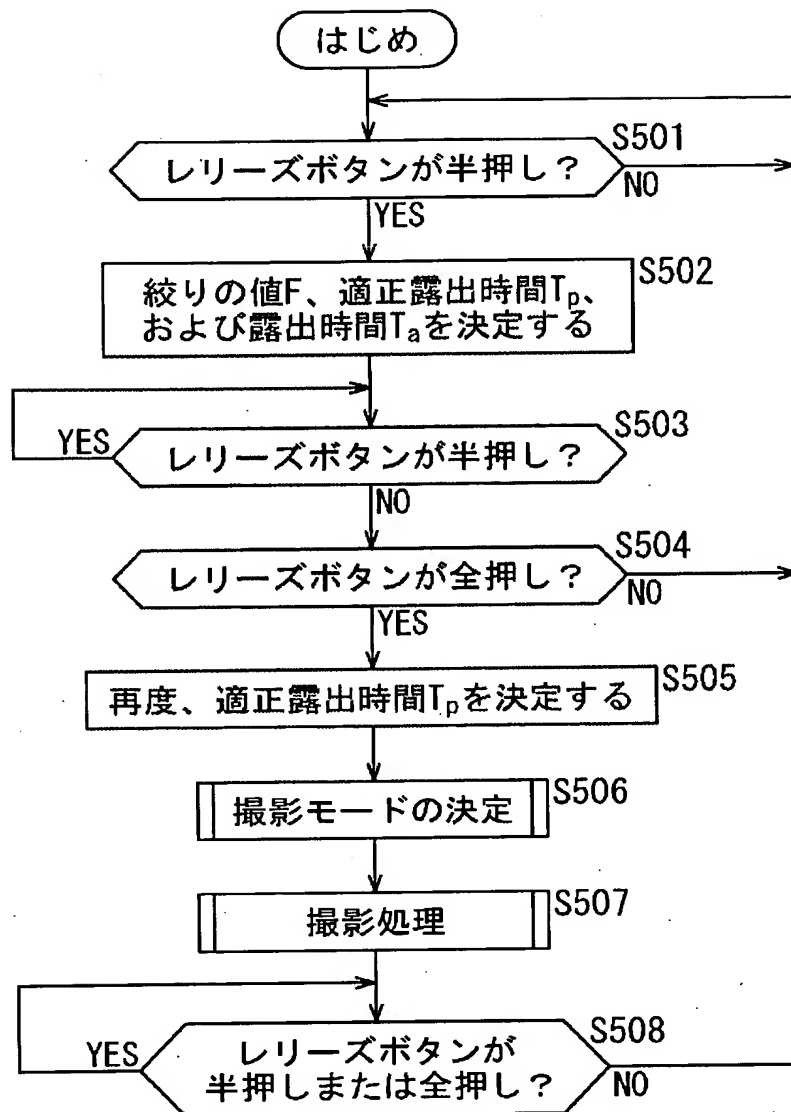 はじめ
S501
レリーズボタンが半押し?
NO
YES
S502
絞りの値F、適正露出時間Tp、
および露出時間Taを決定する
S503
YES
レリーズボタンが半押し?
NO
S504
レリーズボタンが全押し?
NO
YES
S505
再度、適正露出時間Tpを決定する
S506
撮影モードの決定
S507
撮影処理
S508
YES
レリーズボタンが
半押しまたは全押し?
NO